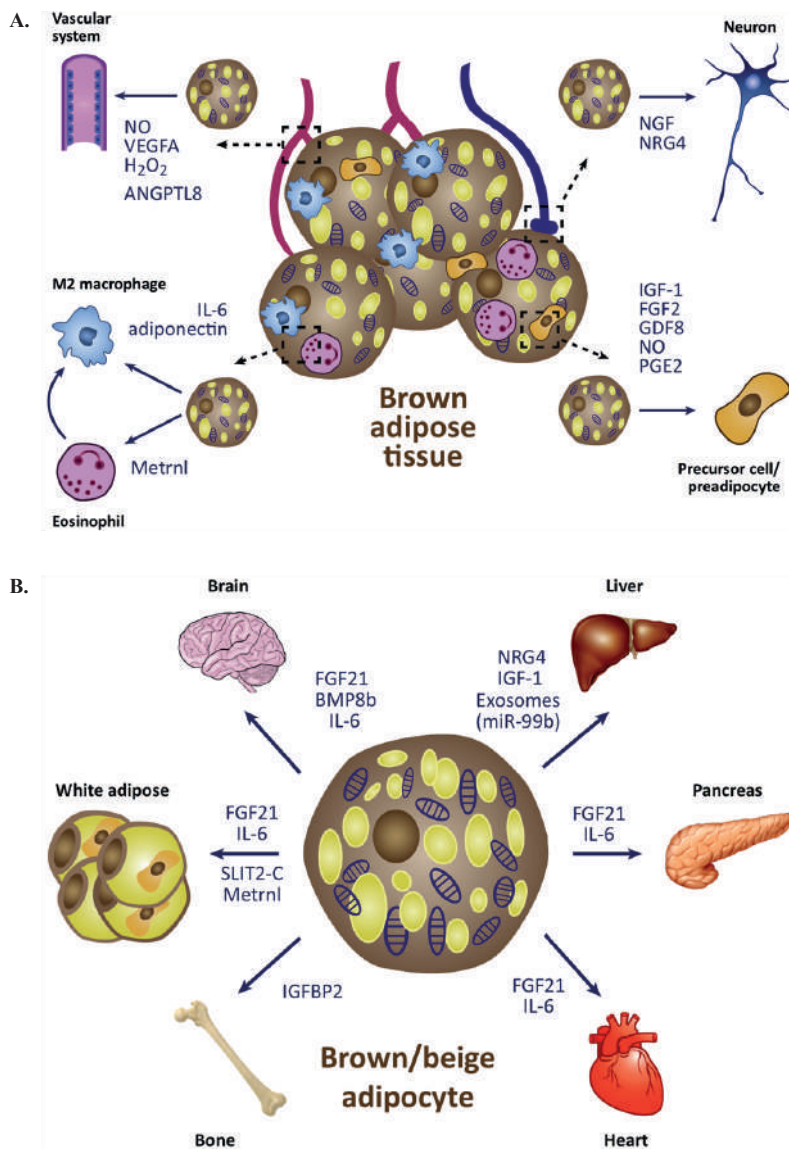 A.
Vascular
system
NO
VEGFA
H₂O₂
ANGPTL8
Neuron
NGF
NRG4
M2 macrophage
IL-6
adiponectin
Metrnl
Eosinophil
Brown
adipose
tissue
IGF-1
FGF2
GDF8
NO
PGE2
Precursor cell/
preadipocyte
B.
Brain
FGF21
BMP8b
IL-6
Liver
NRG4
IGF-1
Exosomes
(miR-99b)
White adipose
FGF21
IL-6
SLIT2-C
Metrnl
Pancreas
FGF21
IL-6
IGFBP2
Bone
FGF21
IL-6
Heart
Brown/beige
adipocyte